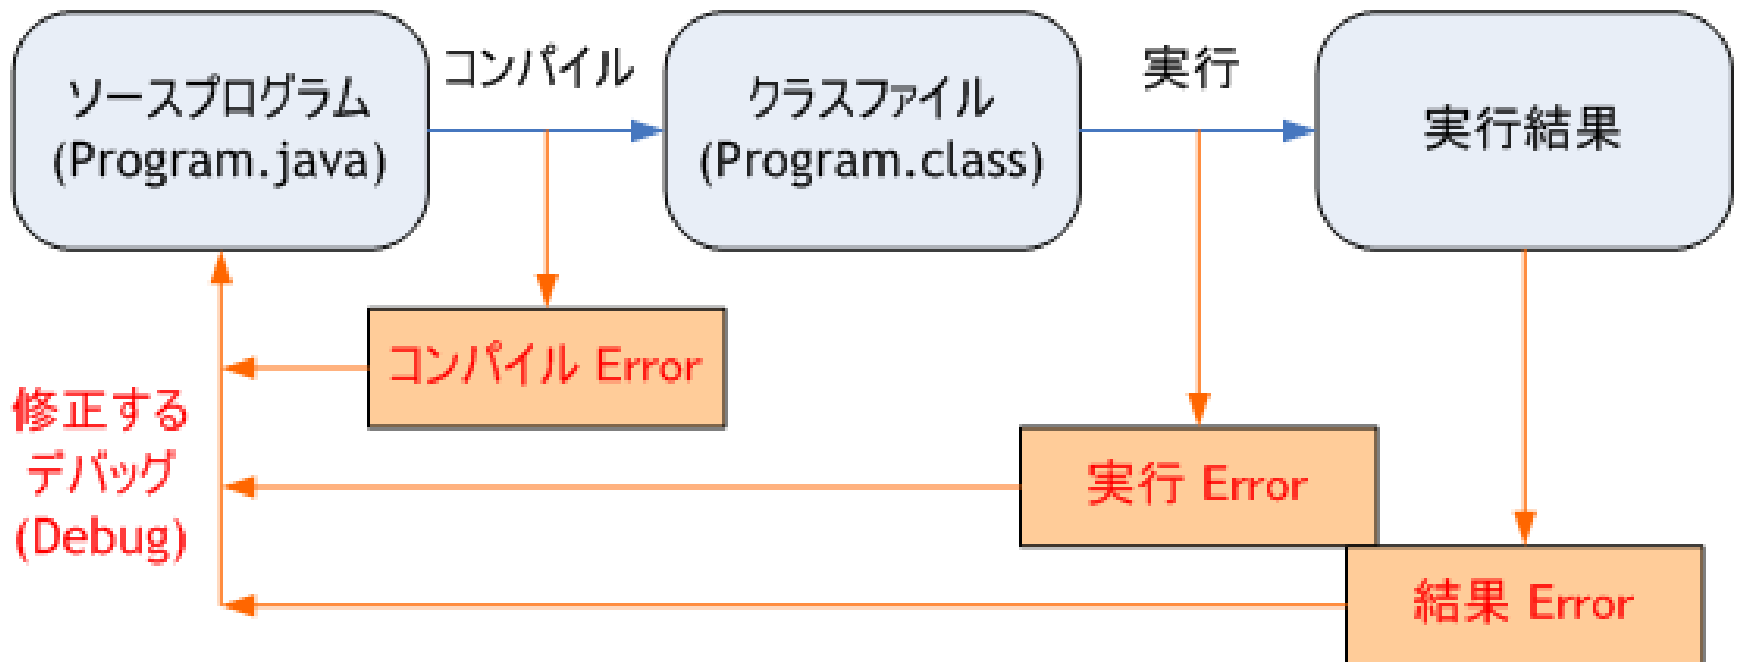 ソースプログラム
(Program.java)
コンパイル
クラスファイル
(Program.class)
実行
実行結果
コンパイル Error
修正する
デバッグ
(Debug)
実行 Error
結果 Error